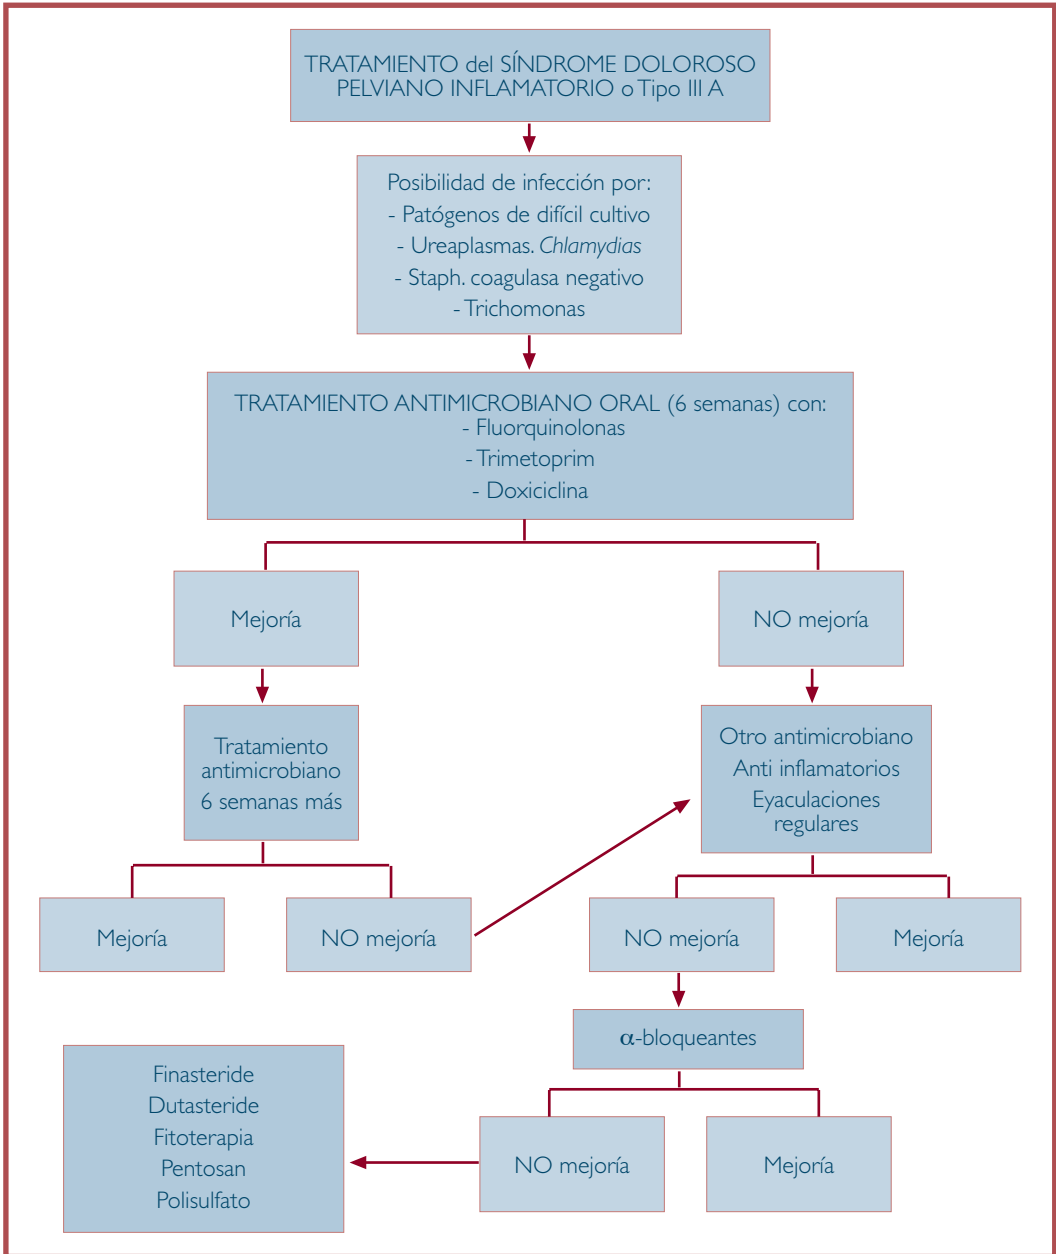 TRATAMIENTO del SÍNDROME DOLOROSO
PELVIANO INFLAMATORIO o Tipo III A
Posibilidad de infección por:
- Patógenos de difícil cultivo
- Ureaplasmas. Chlamydias
- Staph. coagulasa negativo
- Trichomonas
TRATAMIENTO ANTIMICROBIANO ORAL (6 semanas) con:
- Fluorquinolonas
- Trimetoprim
- Doxiciclina
Mejoría
NO mejoría
Tratamiento
antimicrobiano
6 semanas más
Otro antimicrobiano
Anti inflamatorios
Eyaculaciones
regulares
Mejoría
NO mejoría
NO mejoría
Mejoría
α-bloqueantes
Finasteride
Dutasteride
Fitoterapia
Pentosan
Polisulfato
NO mejoría
Mejoría